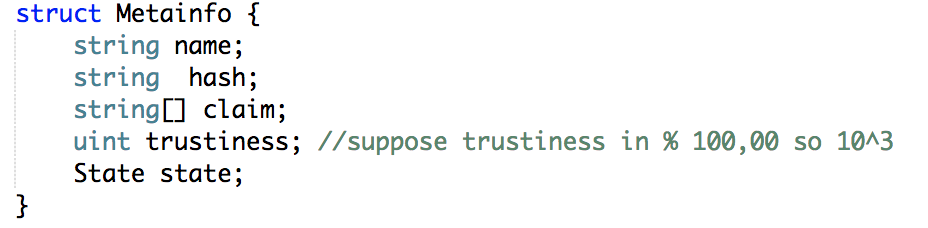 struct Metainfo {
    string name;
    string  hash;
    string[] claim;
    uint trustiness; //suppose trustiness in % 100,00 so 10^3
    State state;
}